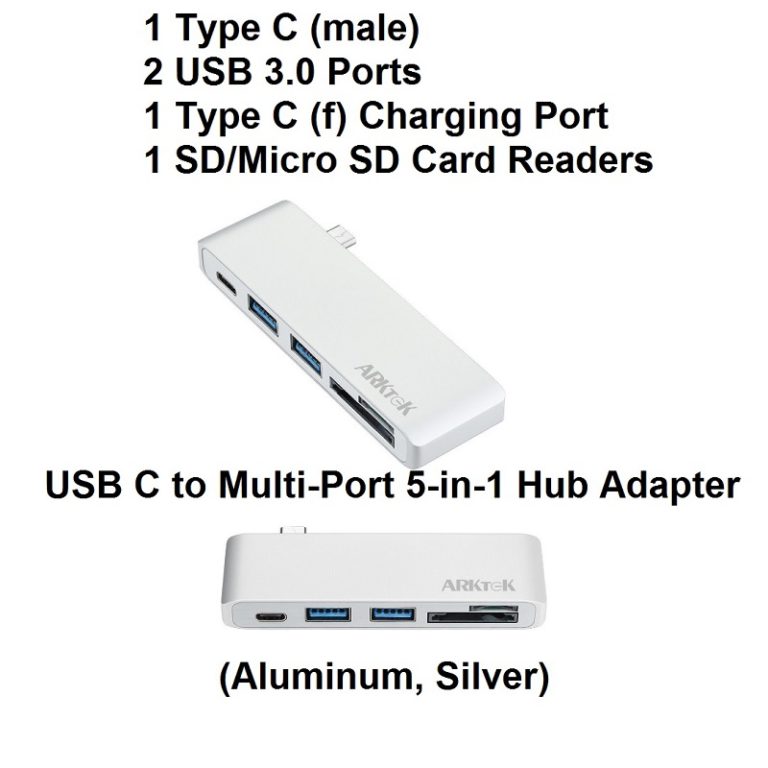 1 Type C (male)
2 USB 3.0 Ports
1 Type C (f) Charging Port
1 SD/Micro SD Card Readers
ARKTEK
USB C to Multi-Port 5-in-1 Hub Adapter
ARKTEK
(Aluminum, Silver)